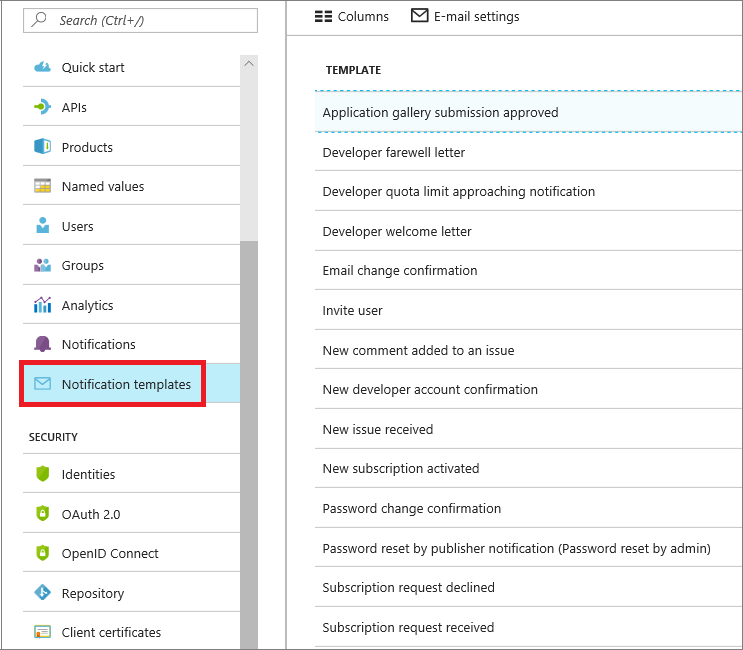 Search (Ctrl+/)
Quick start
APIs
Products
Named values
Users
Groups
Analytics
Notifications
Notification templates
SECURITY
Identities
OAuth 2.0
OpenID Connect
Repository
Client certificates
Columns
E-mail settings
TEMPLATE
Application gallery submission approved
Developer farewell letter
Developer quota limit approaching notification
Developer welcome letter
Email change confirmation
Invite user
New comment added to an issue
New developer account confirmation
New issue received
New subscription activated
Password change confirmation
Password reset by publisher notification (Password reset by admin)
Subscription request declined
Subscription request received